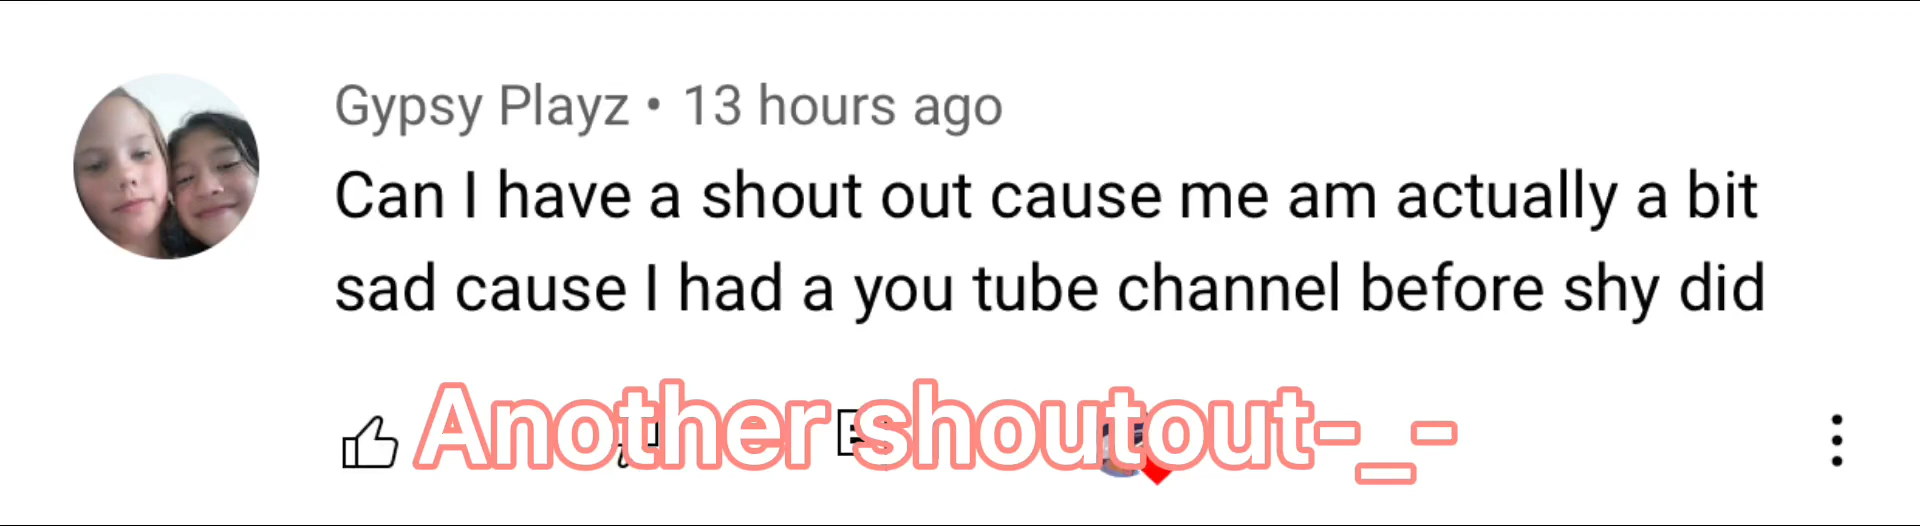 Gypsy Playz • 13 hours ago
Can I have a shout out cause me am actually a bit
sad cause I had a you tube channel before shy did
Another shoutout-_-